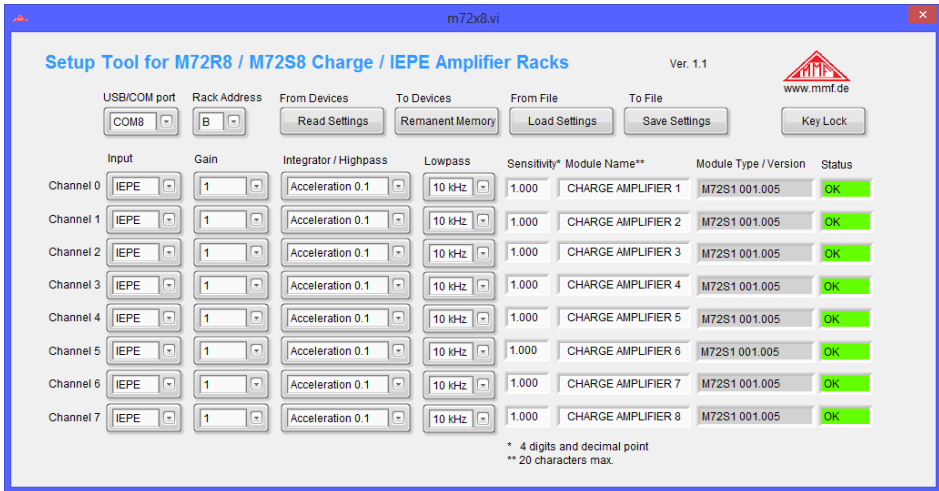 m72x8.vi
Setup Tool for M72R8 / M72S8 Charge / IEPE Amplifier Racks
Ver. 1.1
www.mmf.de
USB/COM port Rack Address From Devices To Devices From File To File
COM8 B Read Settings Remanent Memory Load Settings Save Settings Key Lock
Input Gain Integrator / Highpass Lowpass Sensitivity* Module Name** Module Type / Version Status
Channel 0 IEPE 1 Acceleration 0.1 10 kHz 1.000 CHARGE AMPLIFIER 1 M72S1 001.005 OK
Channel 1 IEPE 1 Acceleration 0.1 10 kHz 1.000 CHARGE AMPLIFIER 2 M72S1 001.005 OK
Channel 2 IEPE 1 Acceleration 0.1 10 kHz 1.000 CHARGE AMPLIFIER 3 M72S1 001.005 OK
Channel 3 IEPE 1 Acceleration 0.1 10 kHz 1.000 CHARGE AMPLIFIER 4 M72S1 001.005 OK
Channel 4 IEPE 1 Acceleration 0.1 10 kHz 1.000 CHARGE AMPLIFIER 5 M72S1 001.005 OK
Channel 5 IEPE 1 Acceleration 0.1 10 kHz 1.000 CHARGE AMPLIFIER 6 M72S1 001.005 OK
Channel 6 IEPE 1 Acceleration 0.1 10 kHz 1.000 CHARGE AMPLIFIER 7 M72S1 001.005 OK
Channel 7 IEPE 1 Acceleration 0.1 10 kHz 1.000 CHARGE AMPLIFIER 8 M72S1 001.005 OK
* 4 digits and decimal point
** 20 characters max.